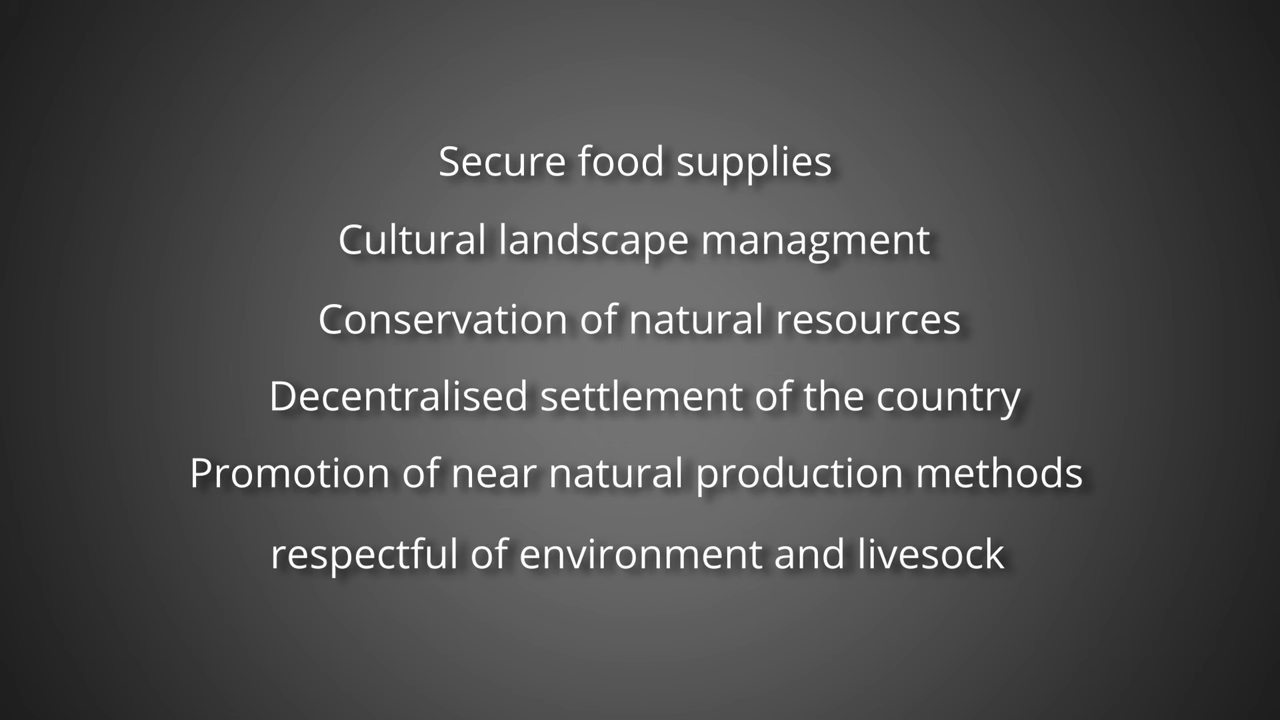 Secure food supplies
Cultural landscape managment
Conservation of natural resources
Decentralised settlement of the country
Promotion of near natural production methods
respectful of environment and livesock